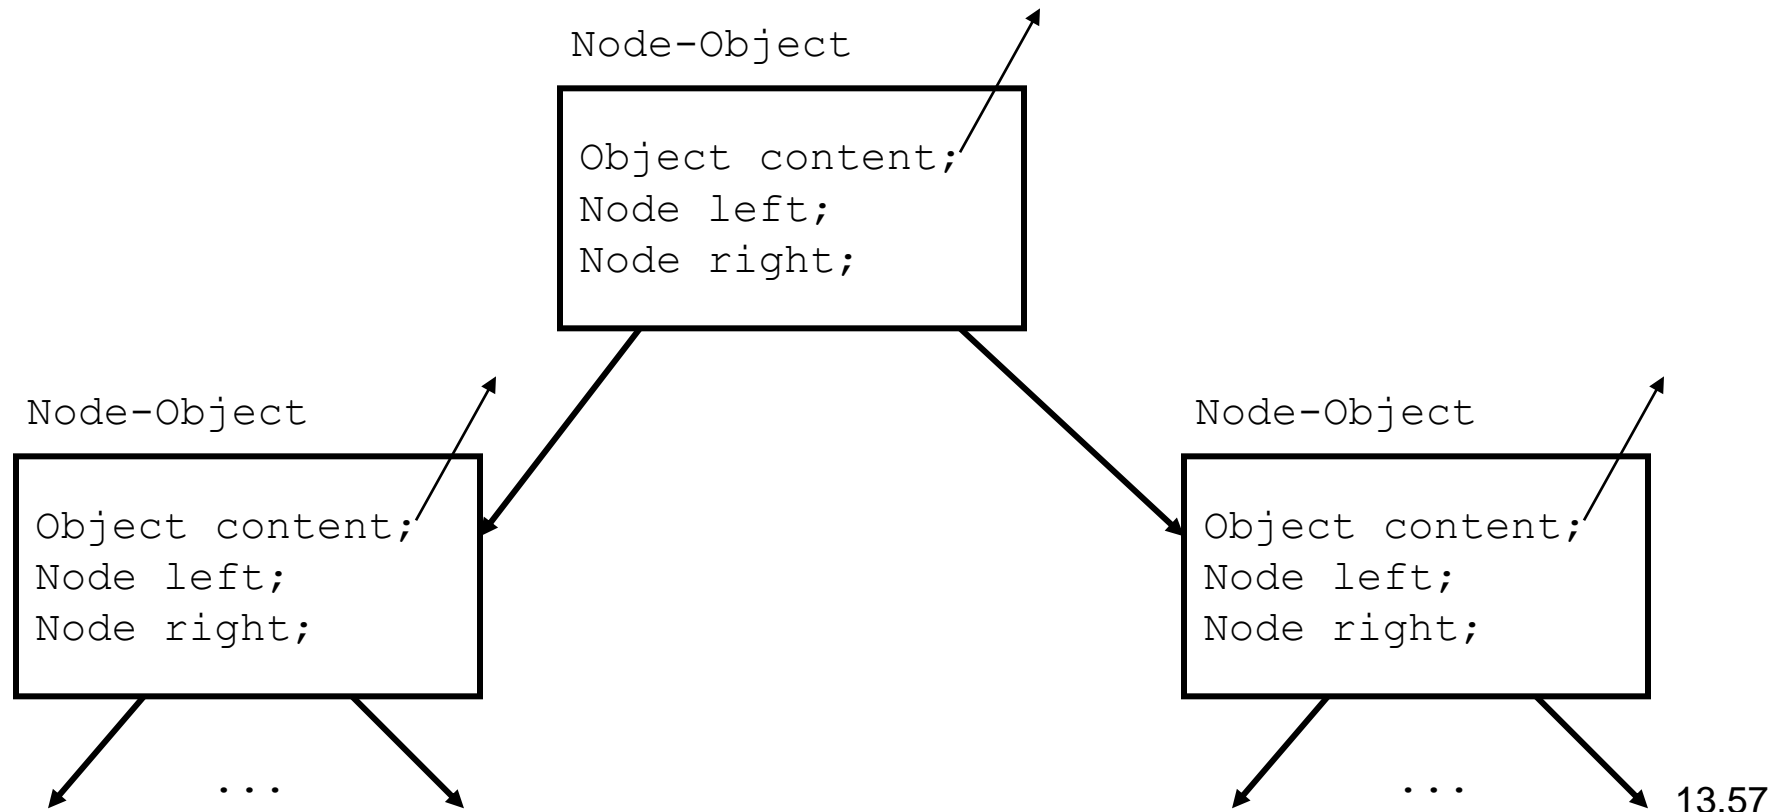 Node-Object
Object content;
Node left;
Node right;
Node-Object
Object content;
Node left;
Node right;
...
Node-Object
Object content;
Node left;
Node right;
...
13.57